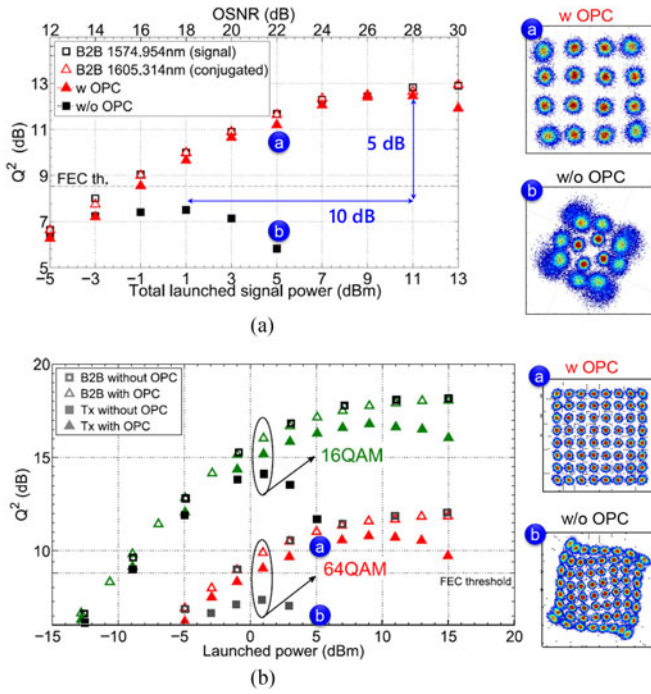 OSNR (dB)
12 14 16 18 20 22 24 26 28 30
B2B 1574.954nm (signal)
B2B 1605.314nm (conjugated)
w OPC
w/o OPC
13
11
9
7
5
Q² (dB)
FEC th.
5 dB
10 dB
a
b
-5 -3 -1 1 3 5 7 9 11 13
Total launched signal power (dBm)
(a)
w OPC
a
w/o OPC
b
20
15
10
Q² (dB)
B2B without OPC
B2B with OPC
Tx without OPC
Tx with OPC
16QAM
a
64QAM
FEC threshold
b
−15 −10 −5 0 5 10 15 20
Launched power (dBm)
(b)
w OPC
a
w/o OPC
b